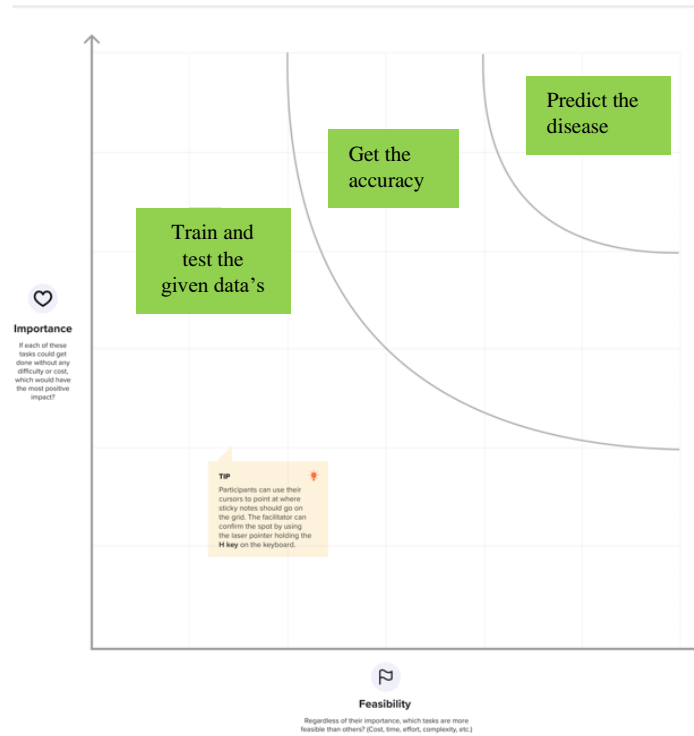 Predict the
disease
Get the
accuracy
Train and
test the
given data’s
Importance
If each of these
tasks could get
done without any
difficulty or cost,
which would have
the most positive
impact?
TIP
Participants can use their
cursors to point at where
sticky notes should go on
the grid. The facilitator can
confirm the spot by using
the laser pointer holding the
H key on the keyboard.
Feasibility
Regardless of their importance, which tasks are more
feasible than others? (Cost, time, effort, complexity, etc.)